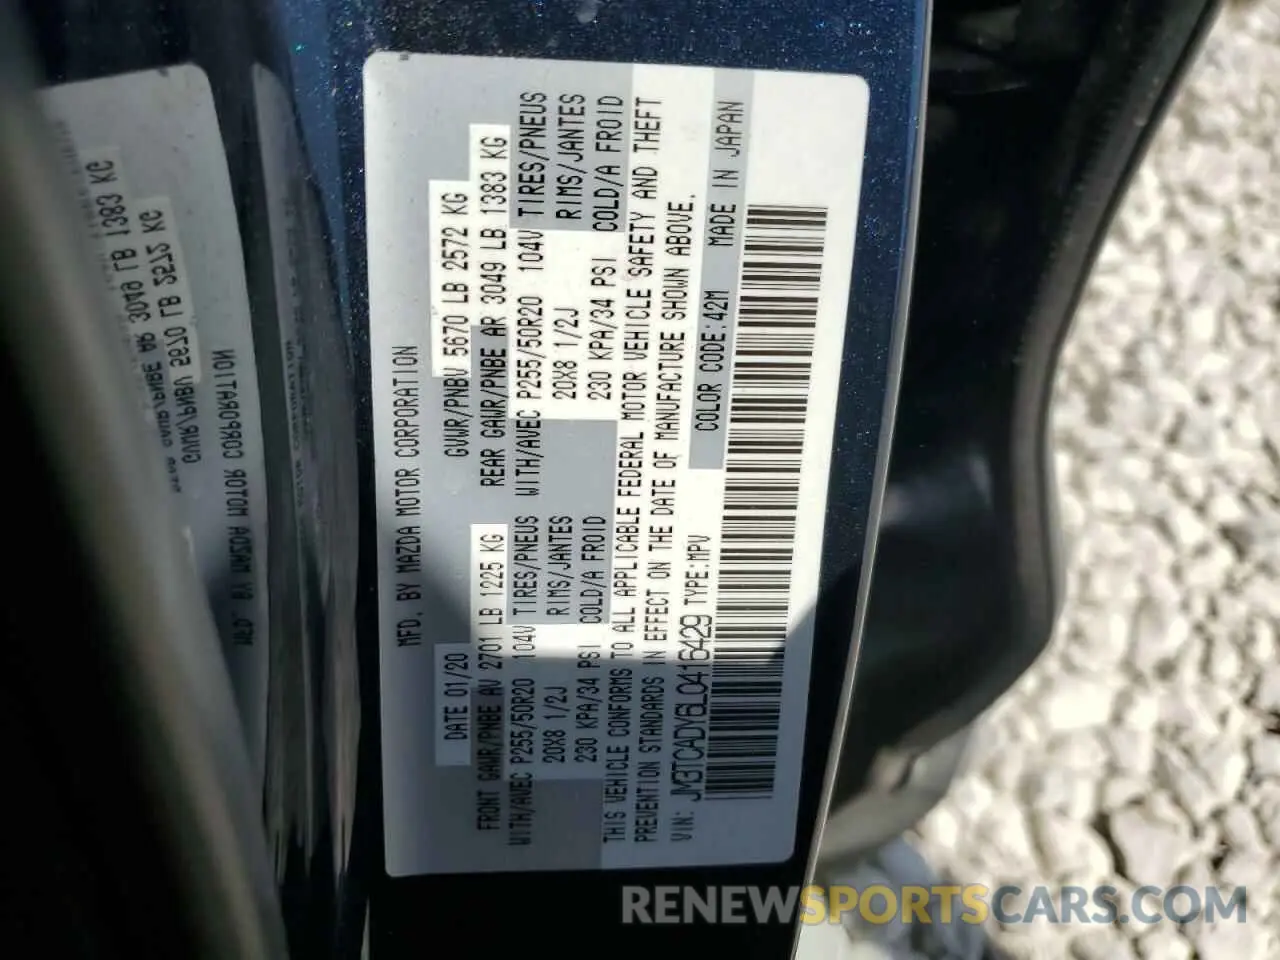 MFD. BY MAZDA MOTOR CORPORATION
DATE 01/20 GVWR/PNBV 5670 LB 2572 KG
FRONT GAWR/PNBE AV 2701 LB 1225 KG REAR GAWR/PNBE AR 3049 LB 1383 KG
WITH/AVEC P255/50R20 104V TIRES/PNEUS WITH/AVEC P255/50R20 104V TIRES/PNEUS
20X8 1/2J RIMS/JANTES 20X8 1/2J RIMS/JANTES
230 KPA/34 PSI COLD/A FROID 230 KPA/34 PSI COLD/A FROID
THIS VEHICLE CONFORMS TO ALL APPLICABLE FEDERAL MOTOR VEHICLE SAFETY AND THEFT
PREVENTION STANDARDS IN EFFECT ON THE DATE OF MANUFACTURE SHOWN ABOVE.
VIN: JM3TCADY6L0416429 TYPE:MPV COLOR CODE:42M MADE IN JAPAN
RENEWSPORTSCARS.COM